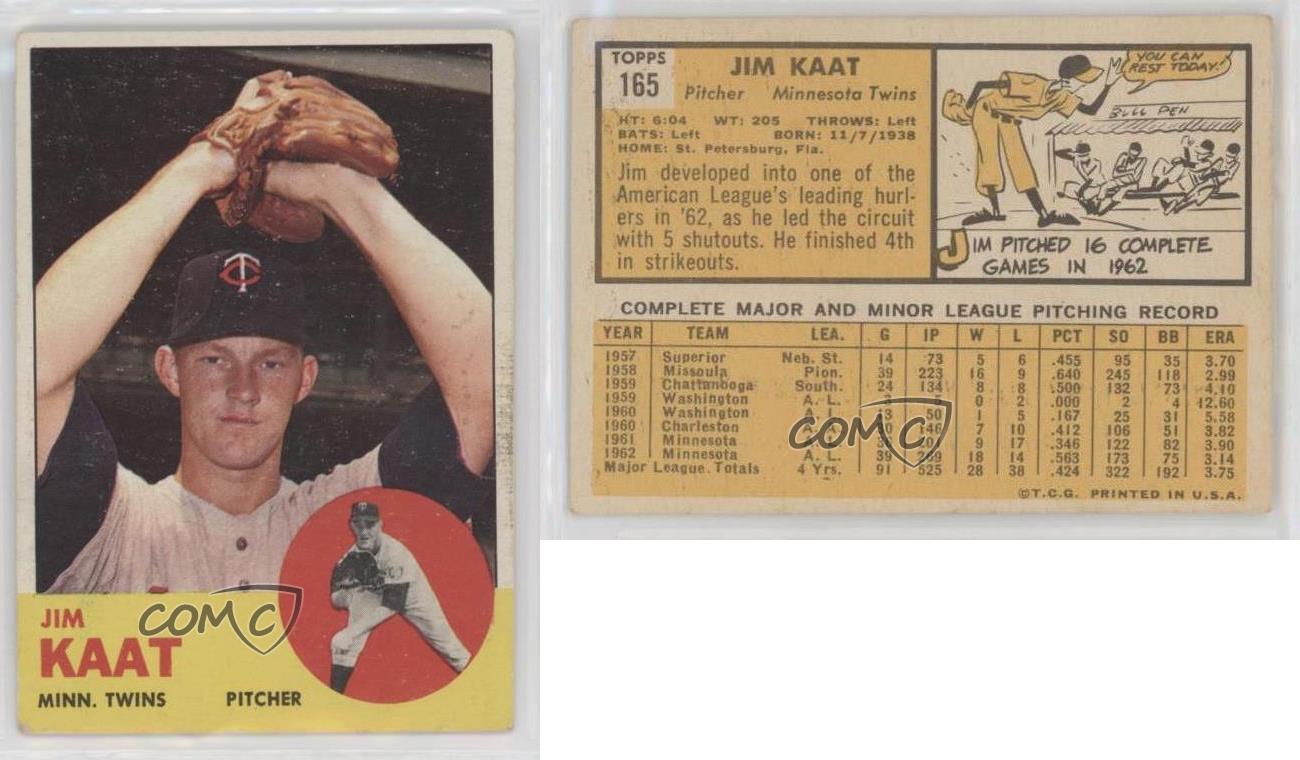 TC
JIM
KAAT
MINN. TWINS PITCHER
COMC
TOPPS
165
JIM KAAT
Pitcher Minnesota Twins
HT: 6:04 WT: 205 THROWS: Left
BATS: Left BORN: 11/7/1938
HOME: St. Petersburg, Fla.
Jim developed into one of the
American League's leading hurl-
ers in '62, as he led the circuit
with 5 shutouts. He finished 4th
in strikeouts.
YOU CAN
REST TODAY!
BULL PEN
JIM PITCHED 16 COMPLETE
GAMES IN 1962
COMPLETE MAJOR AND MINOR LEAGUE PITCHING RECORD
YEAR TEAM LEA. G IP W L PCT SO BB ERA
1957 Superior Neb. St. 14 73 5 6 .455 95 35 3.70
1958 Missoula Pion. 39 223 16 9 .640 245 118 2.99
1959 Chattanooga South. 24 134 8 8 .500 132 73 4.10
1959 Washington A. L. 0 2 .000 2 4 12.60
1960 Washington A. L. 13 50 1 5 .167 25 31 5.58
1960 Charleston 146 7 10 .412 106 51 3.82
1961 Minnesota 9 17 .346 122 82 3.90
1962 Minnesota A. L. 39 269 18 14 .563 173 75 3.14
Major League Totals 4 Yrs. 91 525 28 38 .424 322 192 3.75
COMC
©T.C.G. PRINTED IN U.S.A.